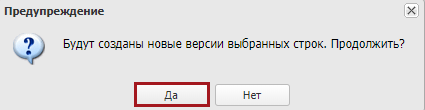 Предупреждение
Будут созданы новые версии выбранных строк. Продолжить?
Да
Нет